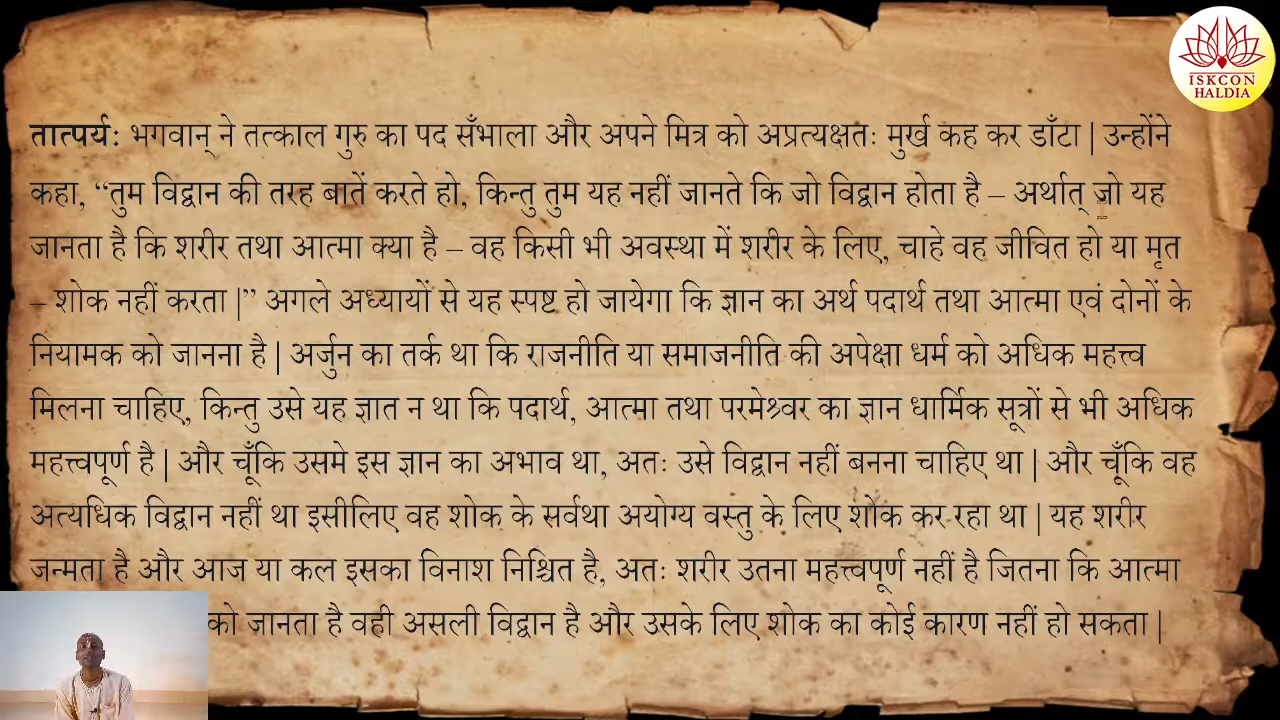 ISKCON
HALDIA
तात्पर्य: भगवान् ने तत्काल गुरु का पद सँभाला और अपने मित्र को अप्रत्यक्षतः मुर्ख कह कर डाँटा | उन्होंने
कहा, “तुम विद्वान की तरह बातें करते हो, किन्तु तुम यह नहीं जानते कि जो विद्वान होता है – अर्थात् जो यह
जानता है कि शरीर तथा आत्मा क्या है – वह किसी भी अवस्था में शरीर के लिए, चाहे वह जीवित हो या मृत
– शोक नहीं करता |” अगले अध्यायों से यह स्पष्ट हो जायेगा कि ज्ञान का अर्थ पदार्थ तथा आत्मा एवं दोनों के
नियामक को जानना है | अर्जुन का तर्क था कि राजनीति या समाजनीति की अपेक्षा धर्म को अधिक महत्त्व
मिलना चाहिए, किन्तु उसे यह ज्ञात न था कि पदार्थ, आत्मा तथा परमेश्र्वर का ज्ञान धार्मिक सूत्रों से भी अधिक
महत्त्वपूर्ण है | और चूँकि उसमे इस ज्ञान का अभाव था, अतः उसे विद्वान नहीं बनना चाहिए था | और चूँकि वह
अत्यधिक विद्वान नहीं था इसीलिए वह शोक के सर्वथा अयोग्य वस्तु के लिए शोक कर रहा था | यह शरीर
जन्मता है और आज या कल इसका विनाश निश्चित है, अतः शरीर उतना महत्त्वपूर्ण नहीं है जितना कि आत्मा
को जानता है वही असली विद्वान है और उसके लिए शोक का कोई कारण नहीं हो सकता |